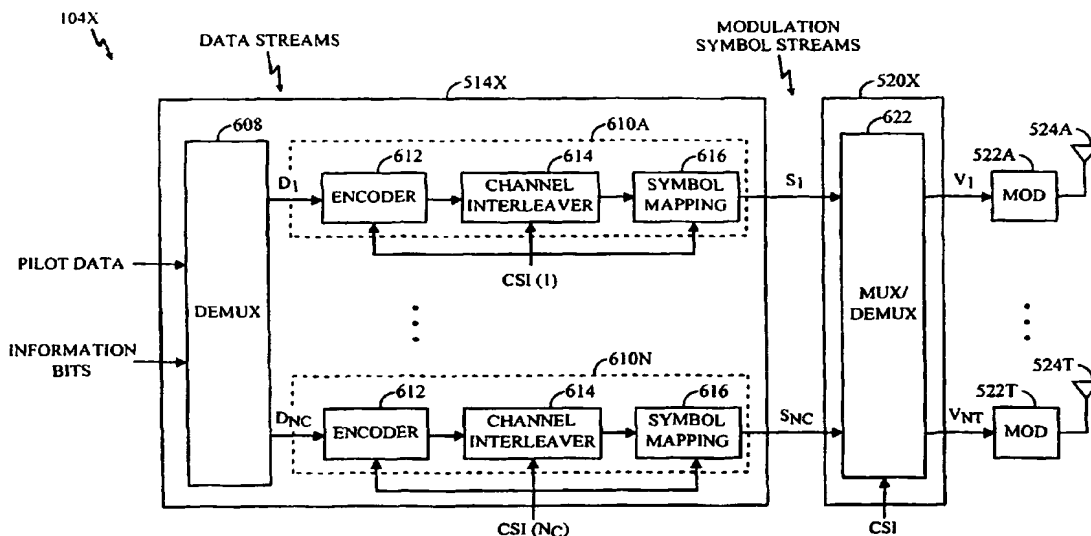 104X
DATA STREAMS
MODULATION
SYMBOL STREAMS
514X
520X
608
610A
622
524A
612
614
616
522A
D1
ENCODER
CHANNEL
INTERLEAVER
SYMBOL
MAPPING
S1
V1
MOD
PILOT DATA
CSI (1)
DEMUX
MUX/
DEMUX
INFORMATION
BITS
610N
524T
612
614
616
522T
DNC
ENCODER
CHANNEL
INTERLEAVER
SYMBOL
MAPPING
SNC
VNT
MOD
CSI (NC)
CSI